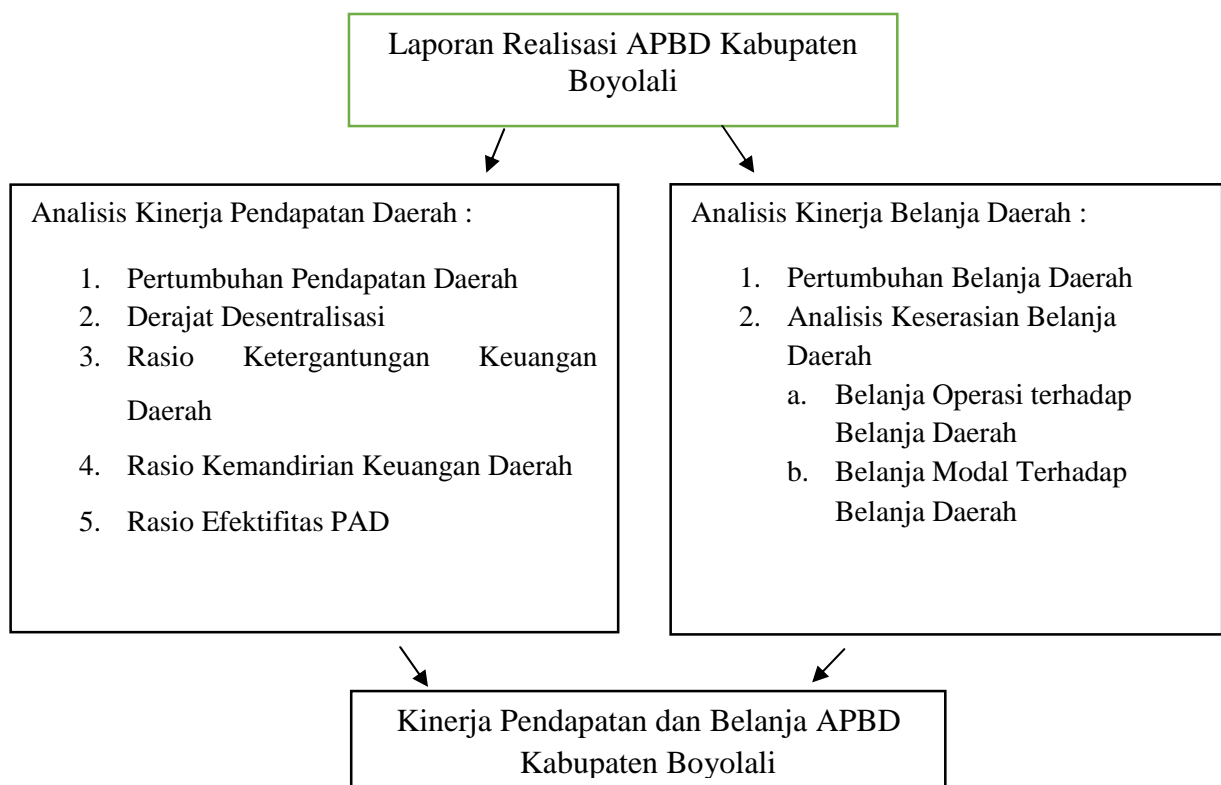 Laporan Realisasi APBD Kabupaten
Boyolali
Analisis Kinerja Pendapatan Daerah :
1. Pertumbuhan Pendapatan Daerah
2. Derajat Desentralisasi
3. Rasio Ketergantungan Keuangan
Daerah
4. Rasio Kemandirian Keuangan Daerah
5. Rasio Efektifitas PAD
Analisis Kinerja Belanja Daerah :
1. Pertumbuhan Belanja Daerah
2. Analisis Keserasian Belanja
Daerah
a. Belanja Operasi terhadap
Belanja Daerah
b. Belanja Modal Terhadap
Belanja Daerah
Kinerja Pendapatan dan Belanja APBD
Kabupaten Boyolali